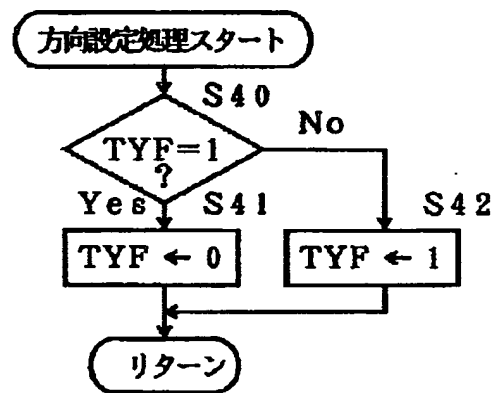 方向設定処理スタート
S40
No
TYF=1
?
Yes
S41
S42
TYF ← 0
TYF ← 1
リターン